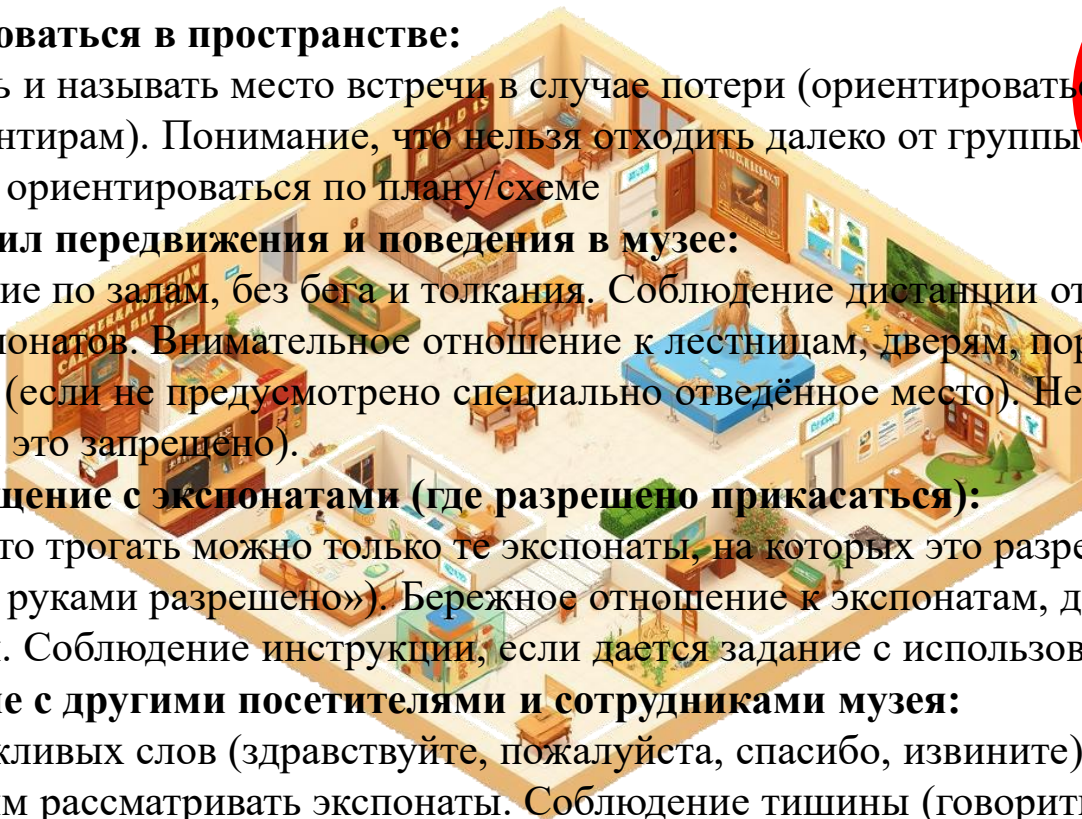 оваться в пространстве:
ь и называть место встречи в случае потери (ориентировать
нтирам). Понимание, что нельзя отходить далеко от группы
ориентироваться по плану/схеме
ил передвижения и поведения в музее:
ие по залам, без бега и толкания. Соблюдение дистанции от
понатов. Внимательное отношение к лестницам, дверям, пор
(если не предусмотрено специально отведённое место). Не
это запрещено).
щение с экспонатами (где разрешено прикасаться):
то трогать можно только те экспонаты, на которых это разре
руками разрешено»). Бережное отношение к экспонатам, д
. Соблюдение инструкции, если дается задание с использов
е с другими посетителями и сотрудниками музея:
жливых слов (здравствуйте, пожалуйста, спасибо, извините)
м рассматривать экспонаты. Соблюдение тишины (говорить